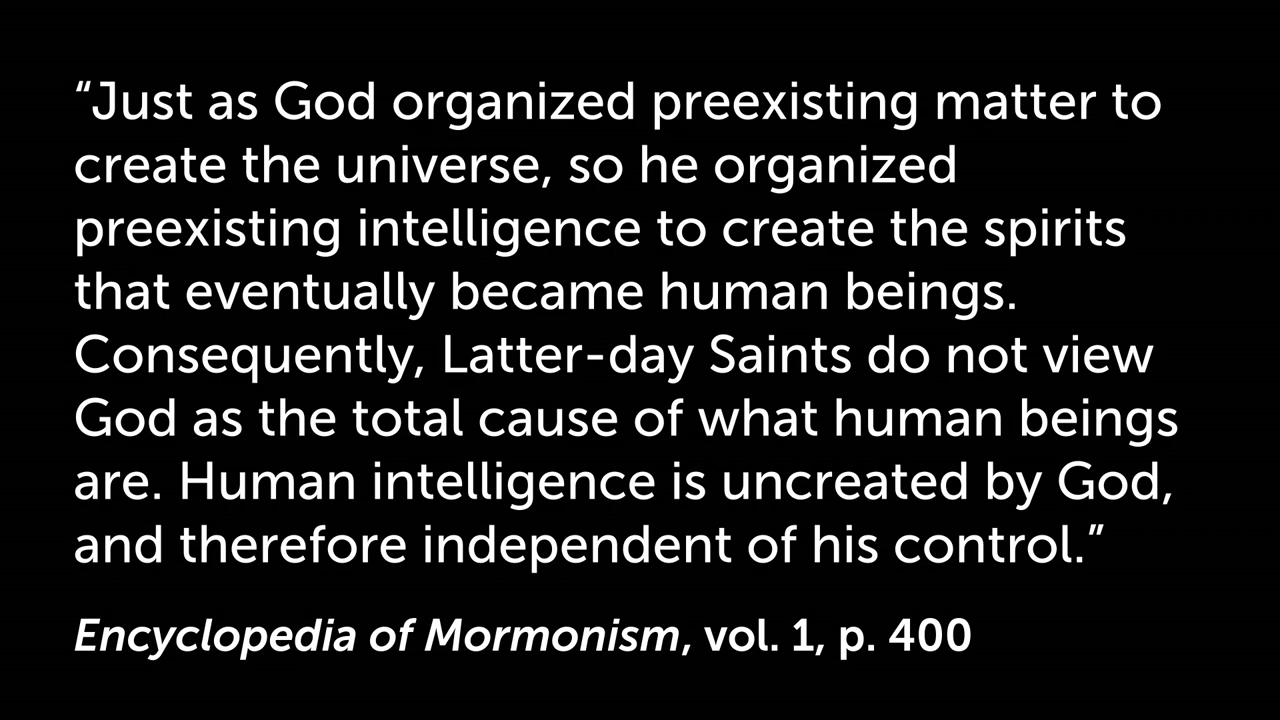 “Just as God organized preexisting matter to
create the universe, so he organized
preexisting intelligence to create the spirits
that eventually became human beings.
Consequently, Latter-day Saints do not view
God as the total cause of what human beings
are. Human intelligence is uncreated by God,
and therefore independent of his control.”
Encyclopedia of Mormonism, vol. 1, p. 400